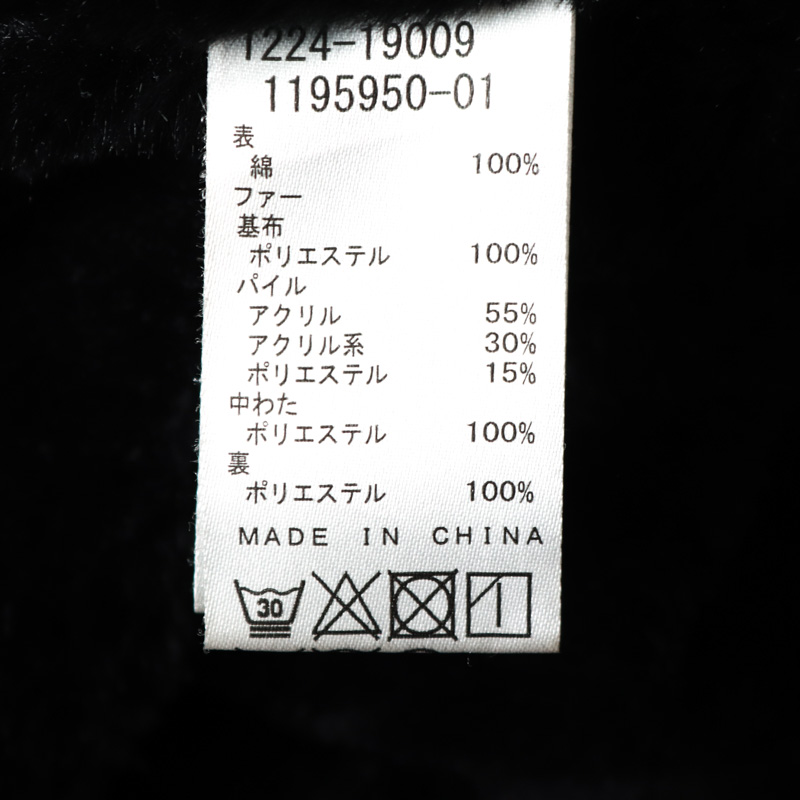 1224-19009
1195950-01
表
綿 100%
ファー
基布
ポリエステル 100%
パイル
アクリル 55%
アクリル系 30%
ポリエステル 15%
中わた
ポリエステル 100%
裏
ポリエステル 100%
MADE IN CHINA
30